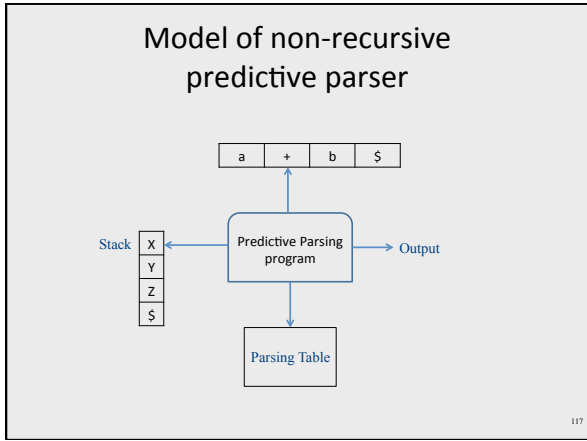 Model of non-recursive
predictive parser
a + b $
Stack
X
Y
Z
$
Predictive Parsing
program
Output
Parsing Table
117